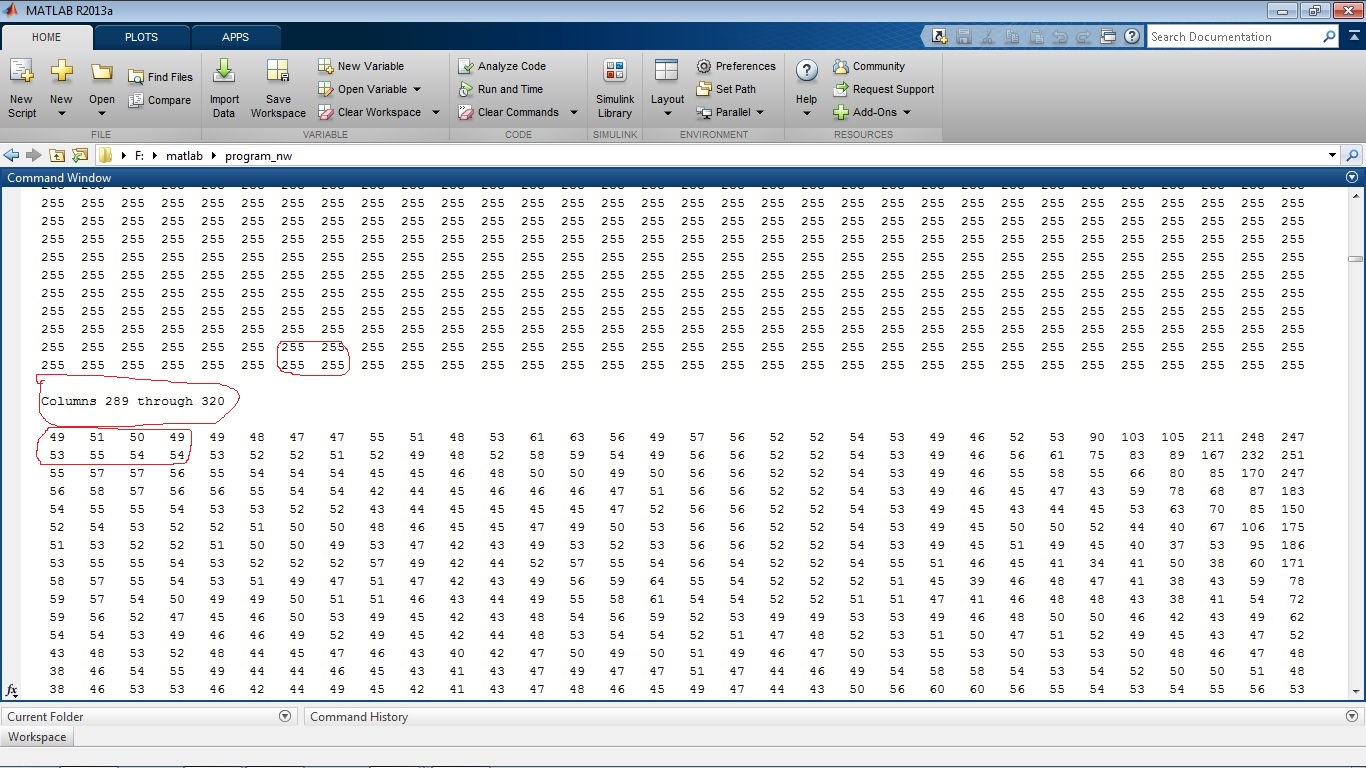 MATLAB R2013a
HOME PLOTS APPS
Search Documentation
New Script
New
Open
Find Files
Compare
FILE
Import Data
Save Workspace
New Variable
Open Variable
Clear Workspace
VARIABLE
Analyze Code
Run and Time
Clear Commands
CODE
Simulink Library
SIMULINK
Layout
Preferences
Set Path
Parallel
ENVIRONMENT
Help
Community
Request Support
Add-Ons
RESOURCES
F: matlab program_nw
Command Window
255 255 255 255 255 255 255 255 255 255 255 255 255 255 255 255 255 255 255 255 255 255 255 255 255 255 255 255 255 255 255 255
255 255 255 255 255 255 255 255 255 255 255 255 255 255 255 255 255 255 255 255 255 255 255 255 255 255 255 255 255 255 255 255
255 255 255 255 255 255 255 255 255 255 255 255 255 255 255 255 255 255 255 255 255 255 255 255 255 255 255 255 255 255 255 255
255 255 255 255 255 255 255 255 255 255 255 255 255 255 255 255 255 255 255 255 255 255 255 255 255 255 255 255 255 255 255 255
255 255 255 255 255 255 255 255 255 255 255 255 255 255 255 255 255 255 255 255 255 255 255 255 255 255 255 255 255 255 255 255
255 255 255 255 255 255 255 255 255 255 255 255 255 255 255 255 255 255 255 255 255 255 255 255 255 255 255 255 255 255 255 255
255 255 255 255 255 255 255 255 255 255 255 255 255 255 255 255 255 255 255 255 255 255 255 255 255 255 255 255 255 255 255 255
255 255 255 255 255 255 255 255 255 255 255 255 255 255 255 255 255 255 255 255 255 255 255 255 255 255 255 255 255 255 255 255
255 255 255 255 255 255 255 255 255 255 255 255 255 255 255 255 255 255 255 255 255 255 255 255 255 255 255 255 255 255 255 255
255 255 255 255 255 255 255 255 255 255 255 255 255 255 255 255 255 255 255 255 255 255 255 255 255 255 255 255 255 255 255 255
Columns 289 through 320
49 51 50 49 49 48 47 47 55 51 48 53 61 63 56 49 57 56 52 52 54 53 49 46 52 53 90 103 105 211 248 247
53 55 54 54 53 52 52 51 52 49 48 52 58 59 54 49 56 56 52 52 54 53 49 46 56 61 75 83 89 167 232 251
55 57 57 56 55 54 54 54 45 46 48 50 50 49 50 50 56 56 52 52 54 53 49 46 55 58 55 66 80 85 170 247
56 58 57 56 56 55 54 54 42 44 45 46 46 46 47 51 56 56 52 52 54 53 49 46 45 47 43 59 78 68 87 183
54 55 55 54 53 53 52 52 43 44 45 45 45 45 47 52 56 56 52 52 54 53 49 45 43 44 45 53 63 70 85 150
52 54 53 52 52 51 50 50 48 46 45 45 47 49 50 53 56 56 52 52 54 53 49 45 50 50 52 44 40 67 106 175
51 53 52 52 51 50 50 49 53 47 42 43 49 53 52 53 56 56 52 52 54 53 49 45 51 49 45 40 37 53 95 186
53 55 55 54 53 52 52 52 57 49 42 44 52 57 55 54 56 54 52 52 54 55 51 46 45 41 34 41 50 38 60 171
58 57 55 54 53 51 49 47 51 47 42 43 49 56 59 64 55 54 52 52 52 51 45 39 46 48 47 41 38 43 59 78
59 57 54 50 49 49 50 51 51 46 43 44 49 55 58 61 54 54 52 52 51 51 47 41 46 48 48 43 38 41 54 72
59 56 52 47 45 46 50 53 49 45 42 43 48 54 56 59 52 53 49 49 53 53 49 46 48 50 50 46 42 43 49 62
54 54 53 49 46 46 49 52 49 45 42 44 48 53 54 54 52 51 47 48 52 53 51 50 47 51 52 49 45 43 47 52
43 48 53 52 48 44 45 47 46 43 40 42 47 50 49 50 51 49 46 47 50 53 55 53 50 53 53 50 48 46 47 48
38 46 54 55 49 44 44 46 45 43 41 43 47 49 47 47 51 47 44 46 49 54 58 58 54 53 54 52 50 50 51 48
38 46 53 53 46 42 44 49 45 42 41 43 47 48 46 45 49 47 44 43 50 56 60 60 56 55 54 53 54 55 56 53
fx
Current Folder
Command History
Workspace